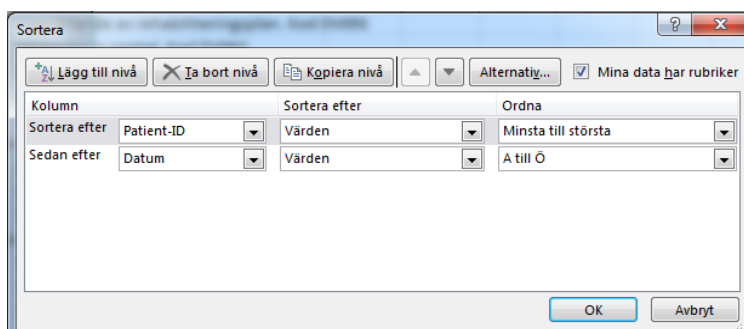 Sortera
Lägg till nivå Ta bort nivå Kopiera nivå Alternativ... Mina data har rubriker
Kolumn Sortera efter Ordna
Sortera efter Patient-ID Värden Minsta till största
Sedan efter Datum Värden A till Ö
OK Avbryt